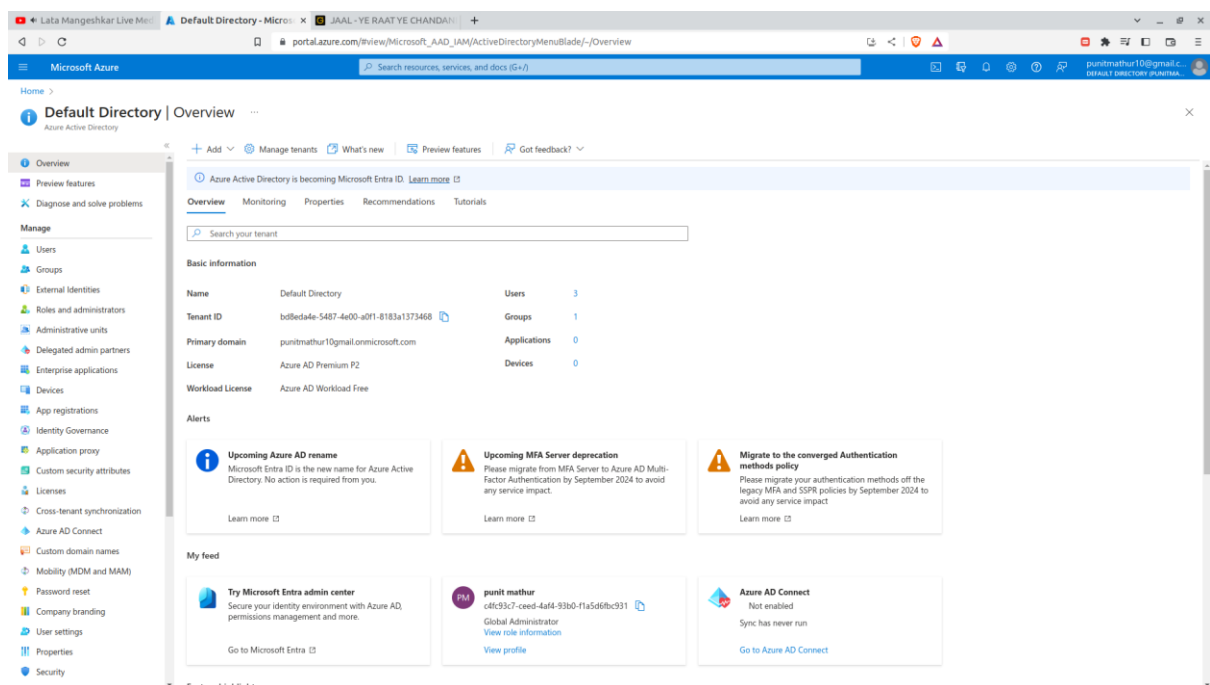 Lata Mangeshkar Live Med
Default Directory - Micros
JAAL - YE RAAT YE CHANDAN
portal.azure.com/#view/Microsoft_AAD_IAM/ActiveDirectoryMenuBlade/~/Overview
Microsoft Azure
Search resources, services, and docs (G+/)
punitmathur10@gmail.c...
DEFAULT DIRECTORY (PUNITMA...
Home >
Default Directory | Overview ...
Azure Active Directory
Overview
Preview features
Diagnose and solve problems
Manage
Users
Groups
External Identities
Roles and administrators
Administrative units
Delegated admin partners
Enterprise applications
Devices
App registrations
Identity Governance
Application proxy
Custom security attributes
Licenses
Cross-tenant synchronization
Azure AD Connect
Custom domain names
Mobility (MDM and MAM)
Password reset
Company branding
User settings
Properties
Security
Add
Manage tenants
What's new
Preview features
Got feedback?
Azure Active Directory is becoming Microsoft Entra ID. Learn more
Overview
Monitoring
Properties
Recommendations
Tutorials
Search your tenant
Basic information
Name Default Directory
Users 3
Tenant ID bd8eda4e-5487-4e00-a0f1-8183a1373468
Groups 1
Primary domain punitmathur10gmail.onmicrosoft.com
Applications 0
License Azure AD Premium P2
Devices 0
Workload License Azure AD Workload Free
Alerts
Upcoming Azure AD rename
Microsoft Entra ID is the new name for Azure Active
Directory. No action is required from you.
Learn more
Upcoming MFA Server deprecation
Please migrate from MFA Server to Azure AD Multi-
Factor Authentication by September 2024 to avoid
any service impact.
Learn more
Migrate to the converged Authentication
methods policy
Please migrate your authentication methods off the
legacy MFA and SSPR policies by September 2024 to
avoid any service impact
Learn more
My feed
Try Microsoft Entra admin center
Secure your identity environment with Azure AD,
permissions management and more.
Go to Microsoft Entra
PM
punit mathur
c4fc93c7-ceed-4af4-93b0-f1a5d6fbc931
Global Administrator
View role information
View profile
Azure AD Connect
Not enabled
Sync has never run
Go to Azure AD Connect